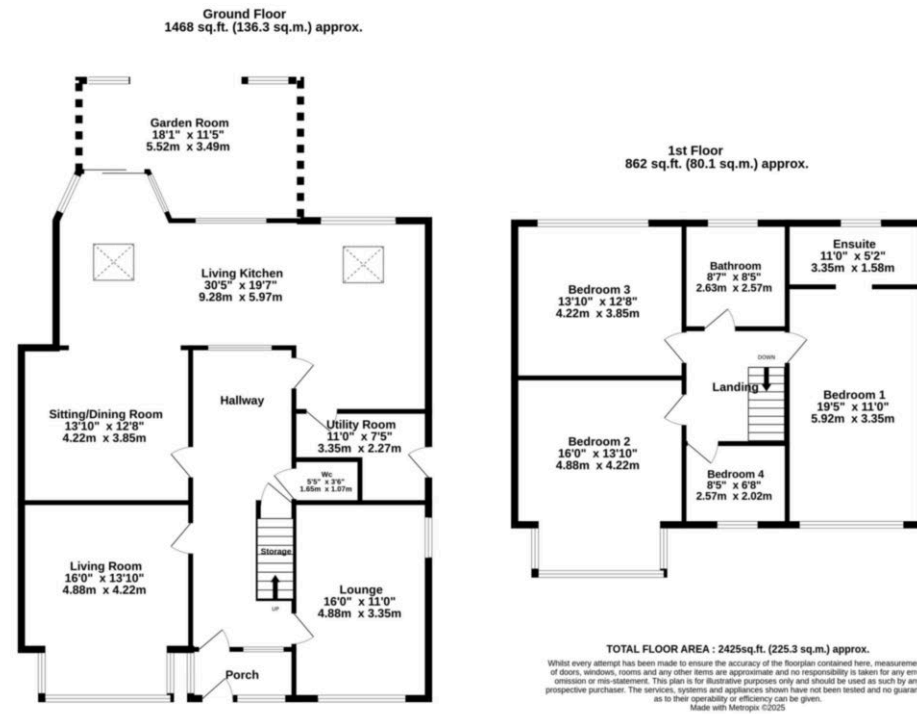 Ground Floor
1468 sq.ft. (136.3 sq.m.) approx.
Garden Room
18'1" x 11'5"
5.52m x 3.49m
Living Kitchen
30'5" x 19'7"
9.28m x 5.97m
Hallway
Sitting/Dining Room
13'10" x 12'8"
4.22m x 3.85m
Utility Room
11'0" x 7'5"
3.35m x 2.27m
Wc
5'5" x 3'6"
1.65m x 1.07m
Storage
Living Room
16'0" x 13'10"
4.88m x 4.22m
Lounge
16'0" x 11'0"
4.88m x 3.35m
UP
Porch
1st Floor
862 sq.ft. (80.1 sq.m.) approx.
Ensuite
11'0" x 5'2"
3.35m x 1.58m
Bathroom
8'7" x 8'5"
2.63m x 2.57m
Bedroom 3
13'10" x 12'8"
4.22m x 3.85m
DOWN
Landing
Bedroom 1
19'5" x 11'0"
5.92m x 3.35m
Bedroom 2
16'0" x 13'10"
4.88m x 4.22m
Bedroom 4
8'5" x 6'8"
2.57m x 2.02m
TOTAL FLOOR AREA : 2425sq.ft. (225.3 sq.m.) approx.
Whilst every attempt has been made to ensure the accuracy of the floorplan contained here, measureme
of doors, windows, rooms and any other items are approximate and no responsibility is taken for any err
omission or mis-statement. This plan is for illustrative purposes only and should be used as such by an
prospective purchaser. The services, systems and appliances shown have not been tested and no guaran
as to their operability or efficiency can be given.
Made with Metropix ©2025